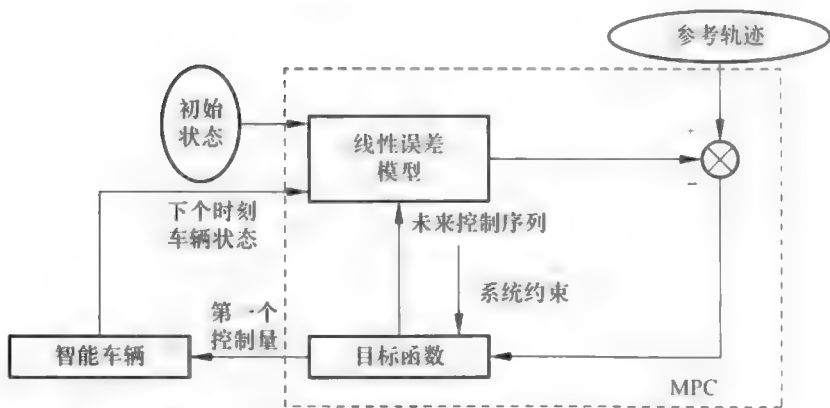 参考轨迹
初始
状态
线性误差
模型
+
−
下个时刻
车辆状态
未来控制序列
系统约束
第一个
控制量
智能车辆
目标函数
MPC